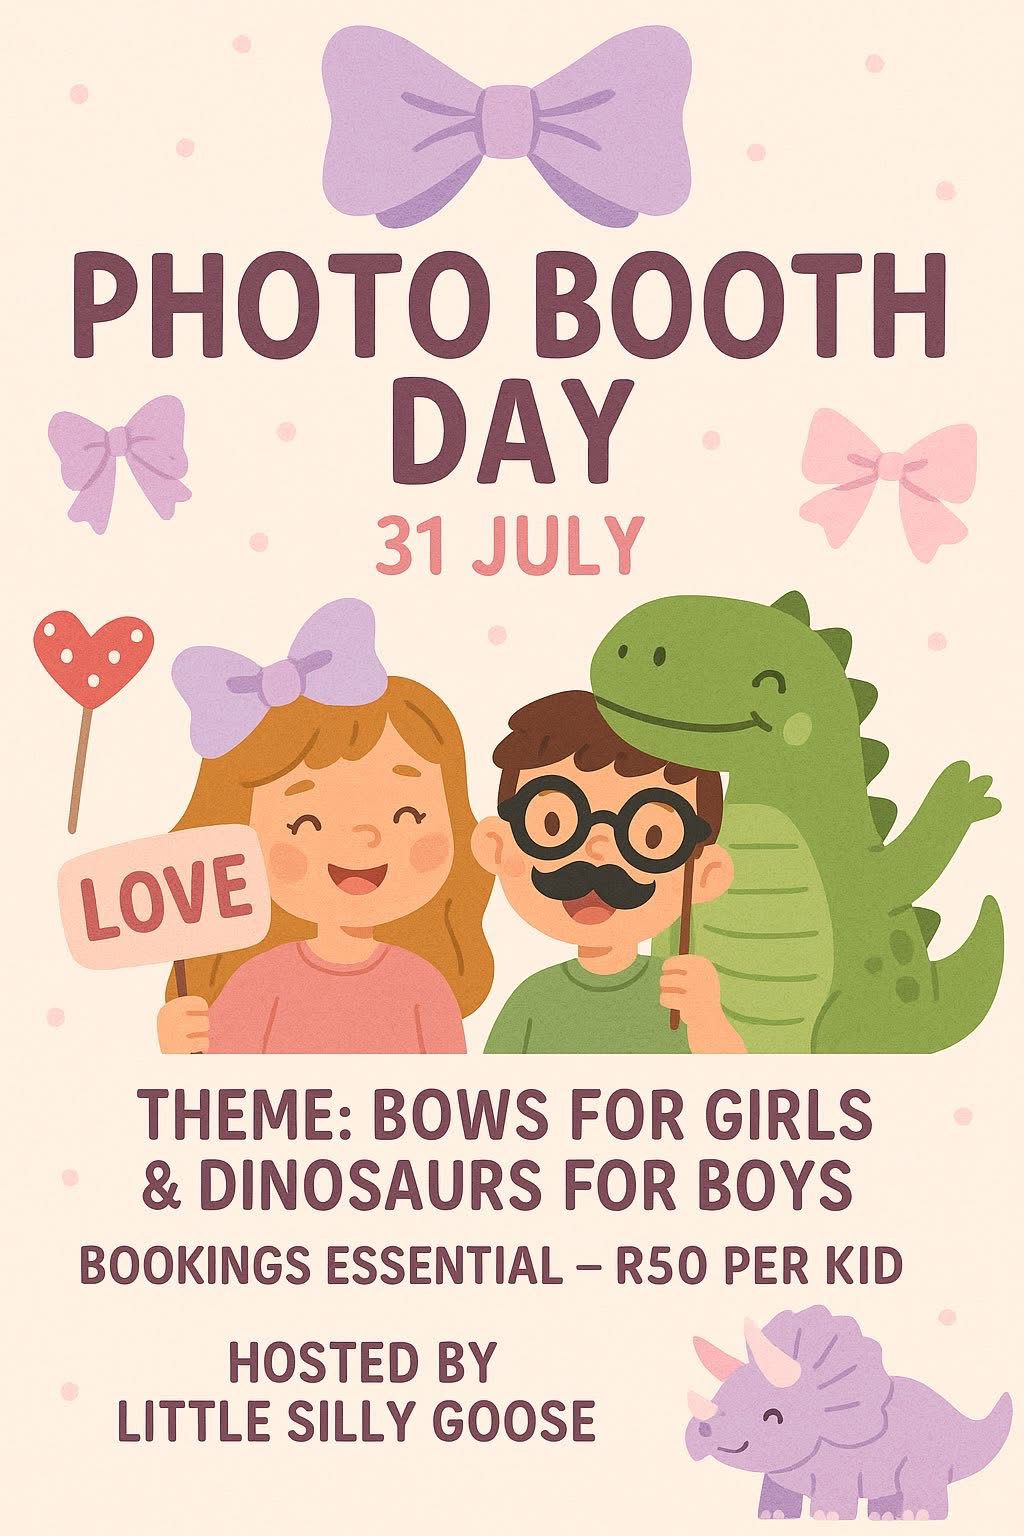 PHOTO BOOTH
DAY
31 JULY
LOVE
THEME: BOWS FOR GIRLS
& DINOSAURS FOR BOYS
BOOKINGS ESSENTIAL – R50 PER KID
HOSTED BY
LITTLE SILLY GOOSE